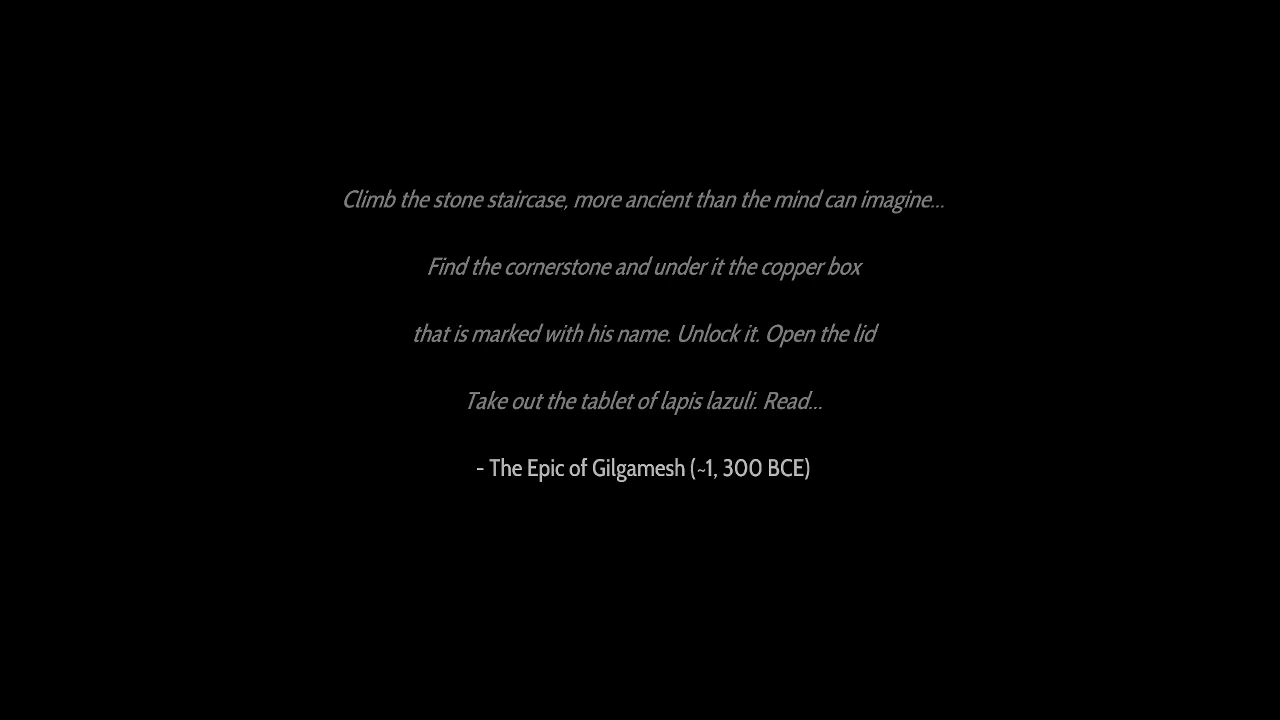 Climb the stone staircase, more ancient than the mind can imagine...
Find the cornerstone and under it the copper box
that is marked with his name. Unlock it. Open the lid
Take out the tablet of lapis lazuli. Read...
- The Epic of Gilgamesh (~1, 300 BCE)